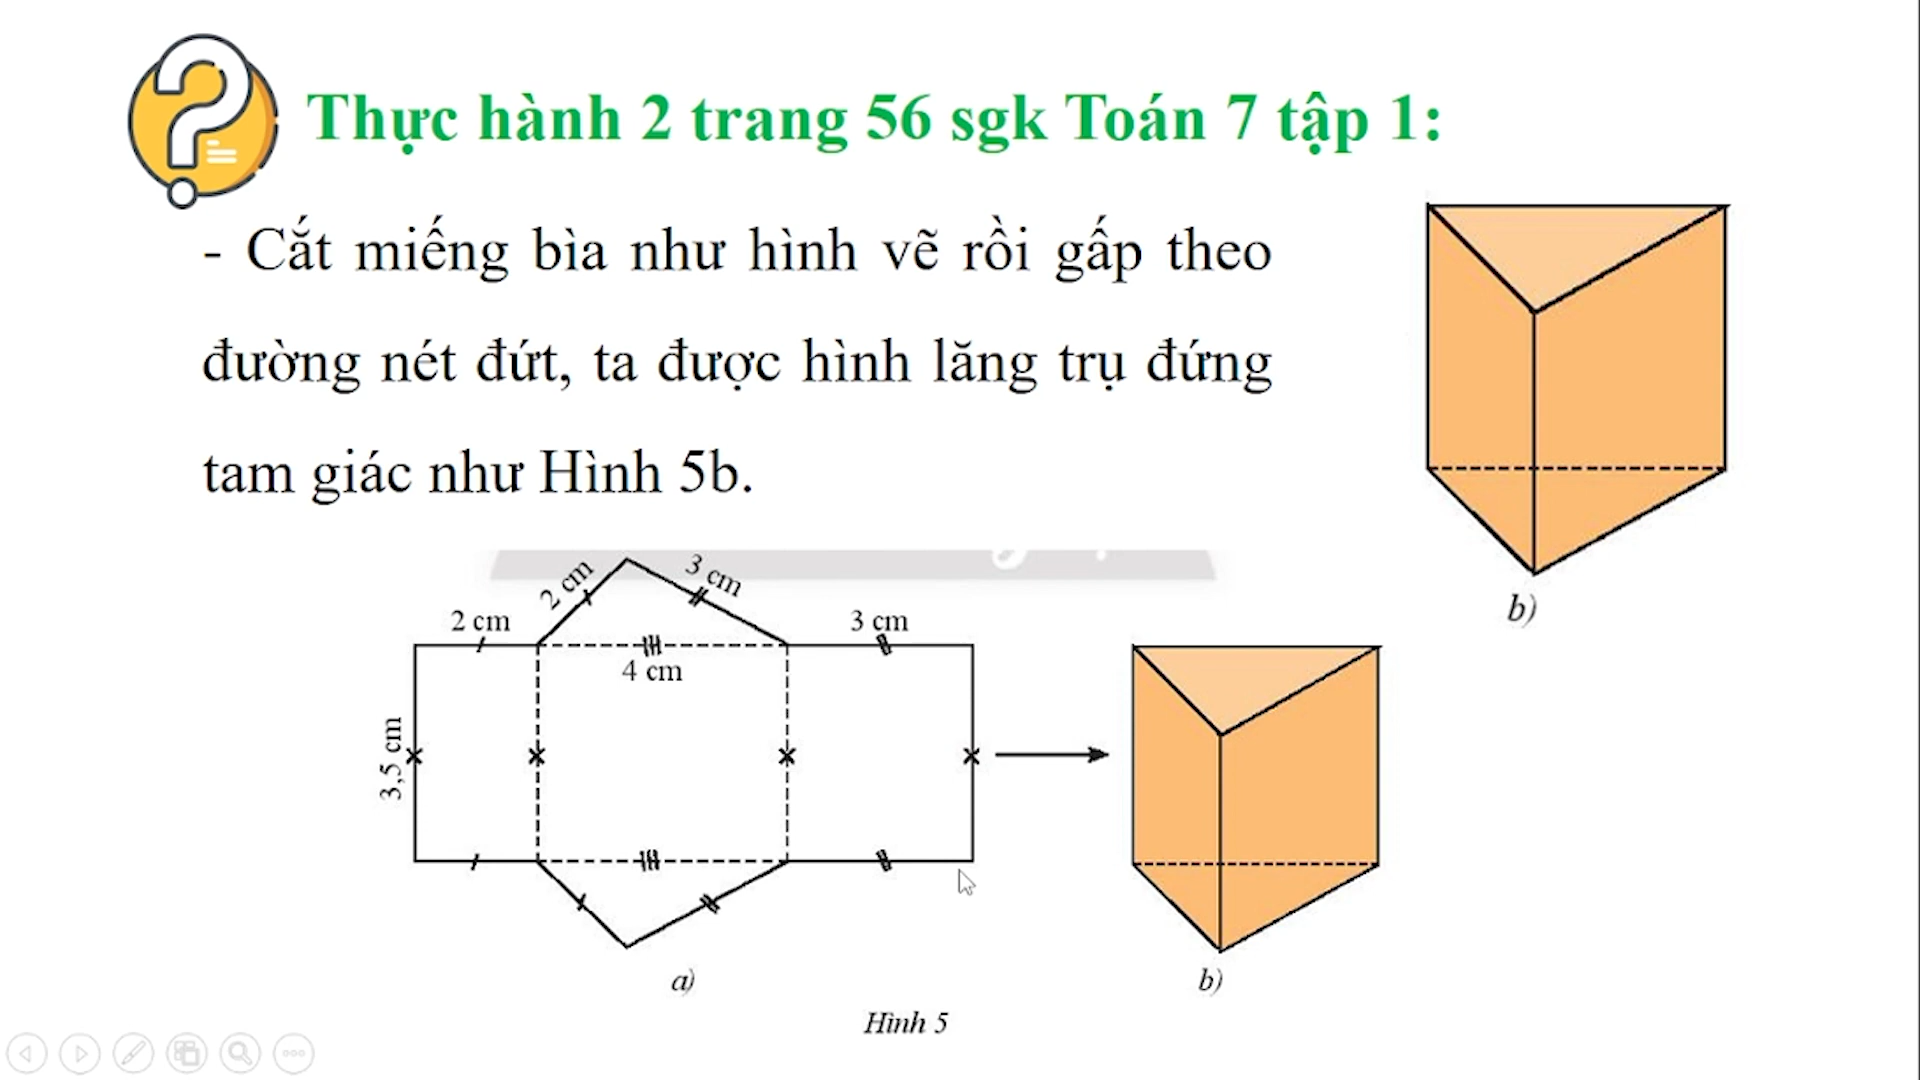 Thực hành 2 trang 56 sgk Toán 7 tập 1:
- Cắt miếng bìa như hình vẽ rồi gấp theo
đường nét đứt, ta được hình lăng trụ đứng
tam giác như Hình 5b.
b)
2 cm
2 cm
3 cm
3 cm
4 cm
3,5 cm
a)
b)
Hình 5